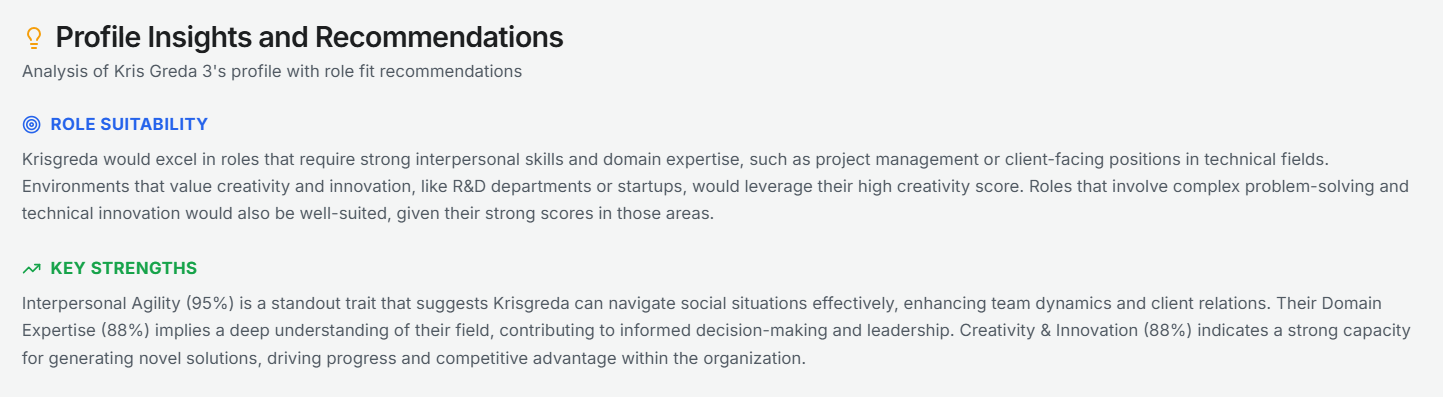 Profile Insights and Recommendations
Analysis of Kris Greda 3's profile with role fit recommendations
ROLE SUITABILITY
Krisgreda would excel in roles that require strong interpersonal skills and domain expertise, such as project management or client-facing positions in technical fields.
Environments that value creativity and innovation, like R&D departments or startups, would leverage their high creativity score. Roles that involve complex problem-solving and
technical innovation would also be well-suited, given their strong scores in those areas.
KEY STRENGTHS
Interpersonal Agility (95%) is a standout trait that suggests Krisgreda can navigate social situations effectively, enhancing team dynamics and client relations. Their Domain
Expertise (88%) implies a deep understanding of their field, contributing to informed decision-making and leadership. Creativity & Innovation (88%) indicates a strong capacity
for generating novel solutions, driving progress and competitive advantage within the organization.